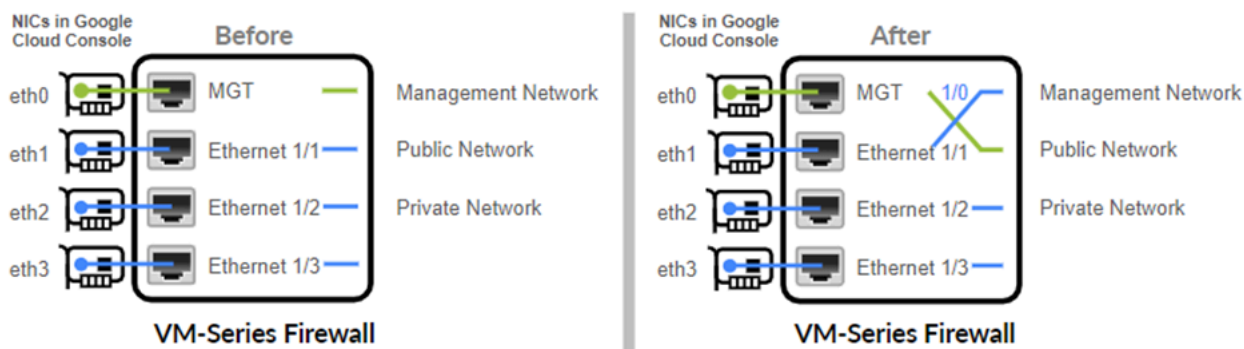 NICs in Google
Cloud Console
Before
eth0
MGT
Management Network
eth1
Ethernet 1/1
Public Network
eth2
Ethernet 1/2
Private Network
eth3
Ethernet 1/3
VM-Series Firewall
NICs in Google
Cloud Console
After
eth0
MGT 1/0
Management Network
eth1
Ethernet 1/1
Public Network
eth2
Ethernet 1/2
Private Network
eth3
Ethernet 1/3
VM-Series Firewall